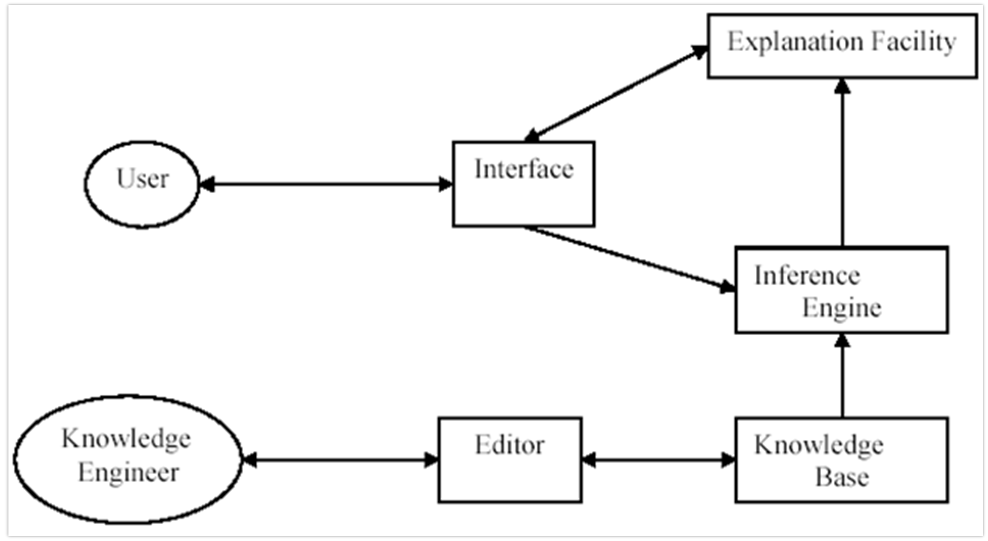 Explanation Facility
User
Interface
Inference
Engine
Knowledge
Engineer
Editor
Knowledge
Base